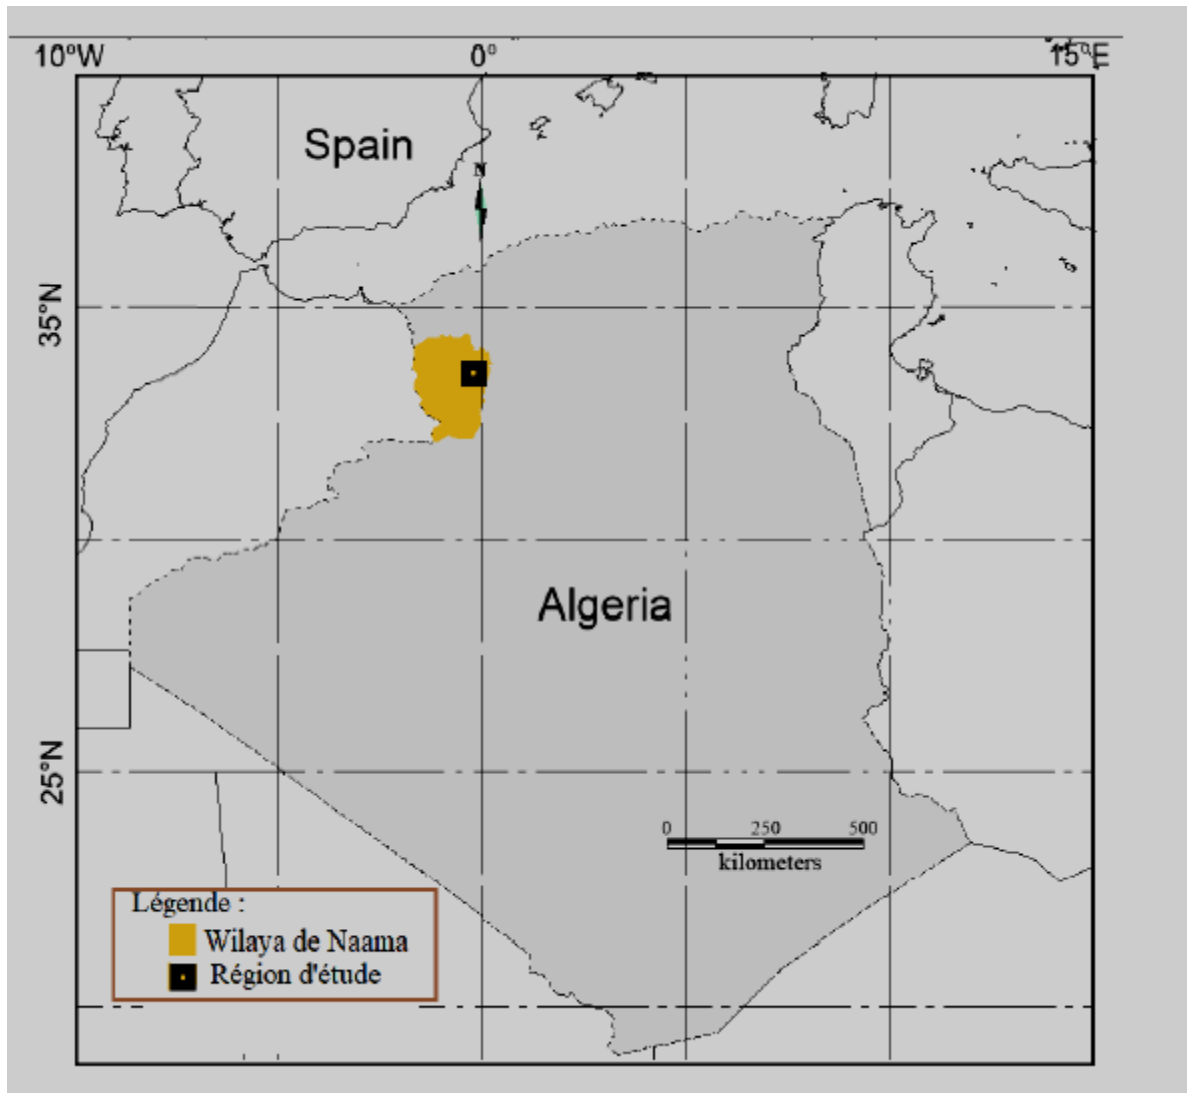 10°W 0° 15°E
Spain
N
35°N
Algeria
25°N
0 250 500
kilometers
Légende :
Wilaya de Naama
Région d'étude